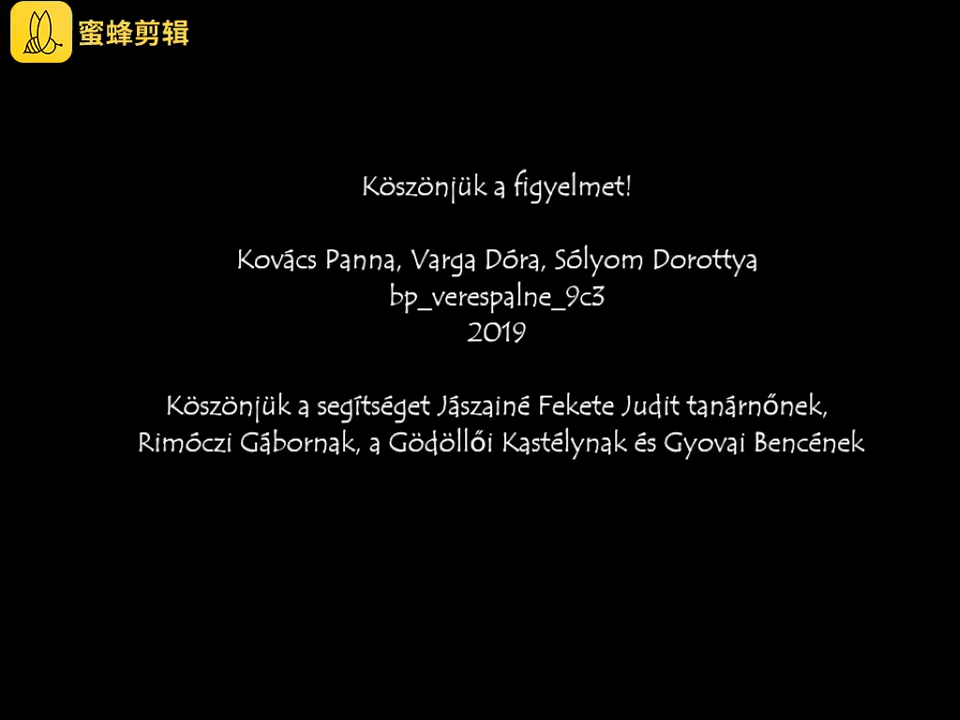 蜜蜂剪辑
Köszönjük a figyelmet!
Kovács Panna, Varga Dóra, Sólyom Dorottya
bp_verespalne_9c3
2019
Köszönjük a segítséget Jászainé Fekete Judit tanárnőnek,
Rimóczi Gábornak, a Gödöllői Kastélynak és Gyovai Bencének